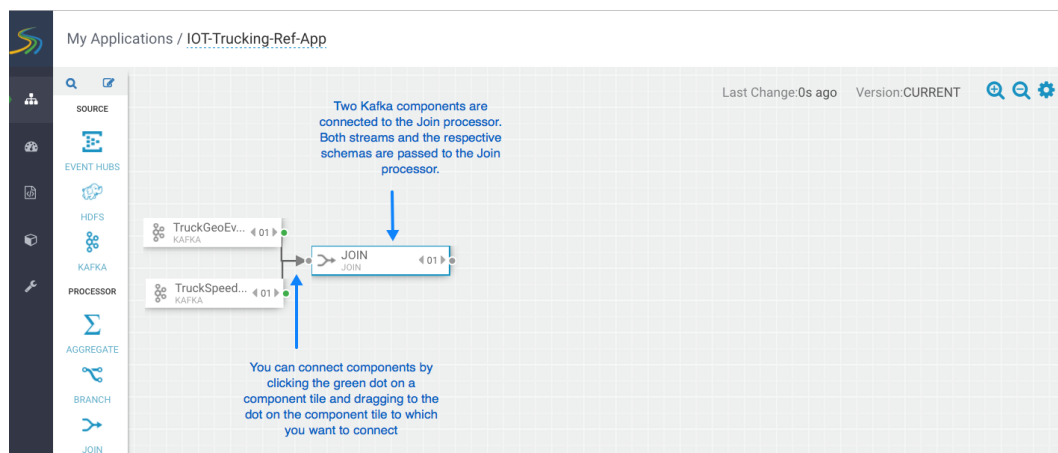 My Applications / IOT-Trucking-Ref-App
Last Change:0s ago Version:CURRENT
SOURCE
EVENT HUBS
HDFS
KAFKA
PROCESSOR
AGGREGATE
BRANCH
JOIN
Two Kafka components are
connected to the Join processor.
Both streams and the respective
schemas are passed to the Join
processor.
TruckGeoEv... 01
KAFKA
JOIN 01
JOIN
TruckSpeed... 01
KAFKA
You can connect components by
clicking the green dot on a
component tile and dragging to the
dot on the component tile to which
you want to connect